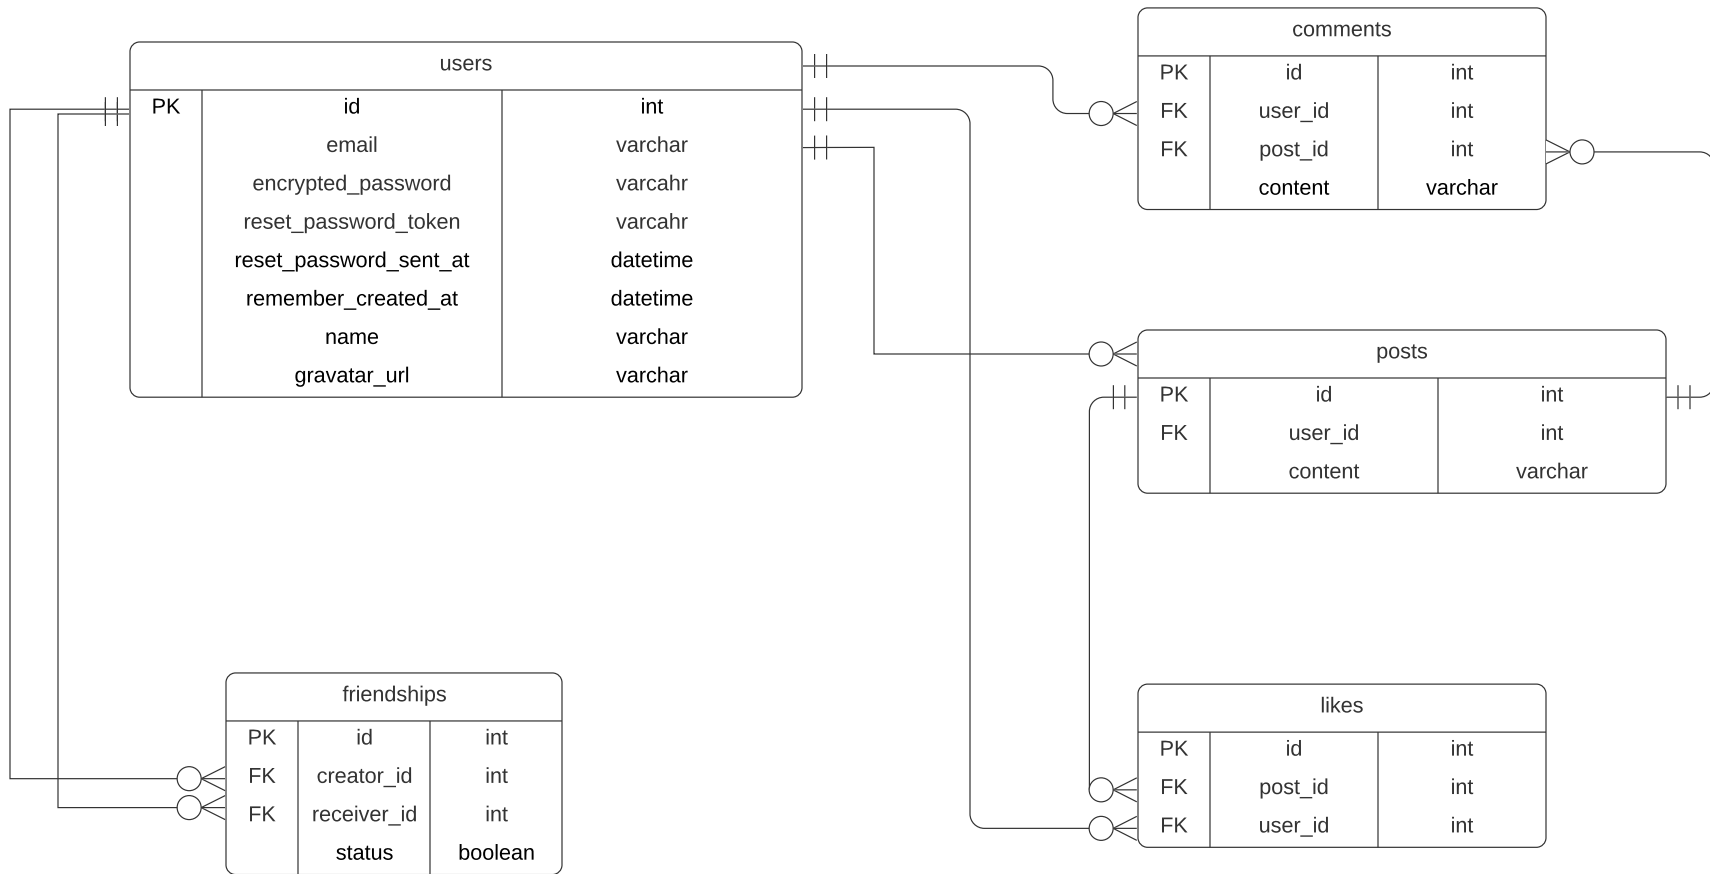 users
PK id int
email varchar
encrypted_password varcahr
reset_password_token varcahr
reset_password_sent_at datetime
remember_created_at datetime
name varchar
gravatar_url varchar
comments
PK id int
FK user_id int
FK post_id int
content varchar
posts
PK id int
FK user_id int
content varchar
friendships
PK id int
FK creator_id int
FK receiver_id int
status boolean
likes
PK id int
FK post_id int
FK user_id int